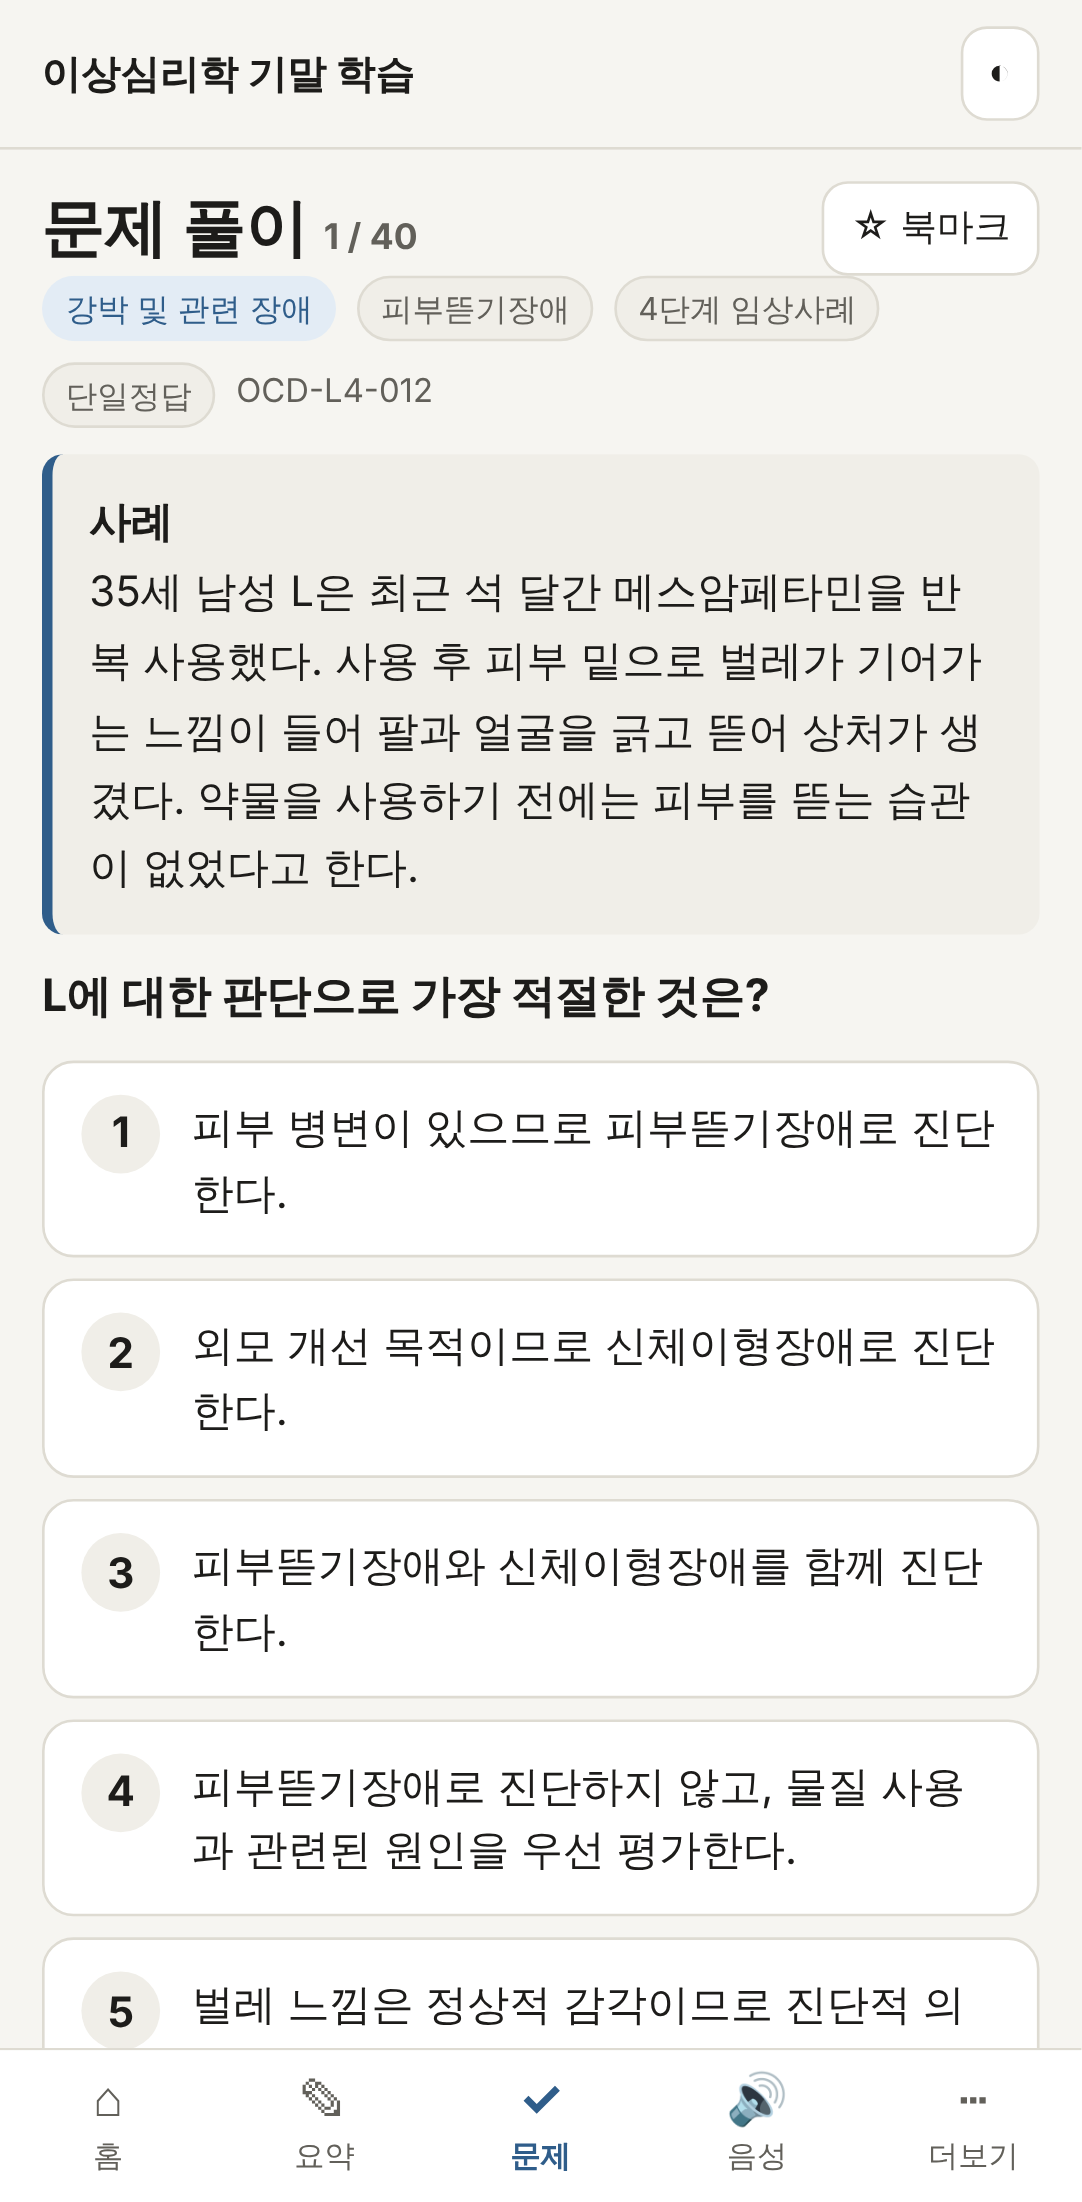 이상심리학 기말 학습
문제 풀이 1 / 40
☆ 북마크
강박 및 관련 장애 피부뜯기장애 4단계 임상사례
단일정답 OCD-L4-012
사례
35세 남성 L은 최근 석 달간 메스암페타민을 반
복 사용했다. 사용 후 피부 밑으로 벌레가 기어가
는 느낌이 들어 팔과 얼굴을 긁고 뜯어 상처가 생
겼다. 약물을 사용하기 전에는 피부를 뜯는 습관
이 없었다고 한다.
L에 대한 판단으로 가장 적절한 것은?
1 피부 병변이 있으므로 피부뜯기장애로 진단
한다.
2 외모 개선 목적이므로 신체이형장애로 진단
한다.
3 피부뜯기장애와 신체이형장애를 함께 진단
한다.
4 피부뜯기장애로 진단하지 않고, 물질 사용
과 관련된 원인을 우선 평가한다.
5 벌레 느낌은 정상적 감각이므로 진단적 의
홈 요약 문제 음성 더보기